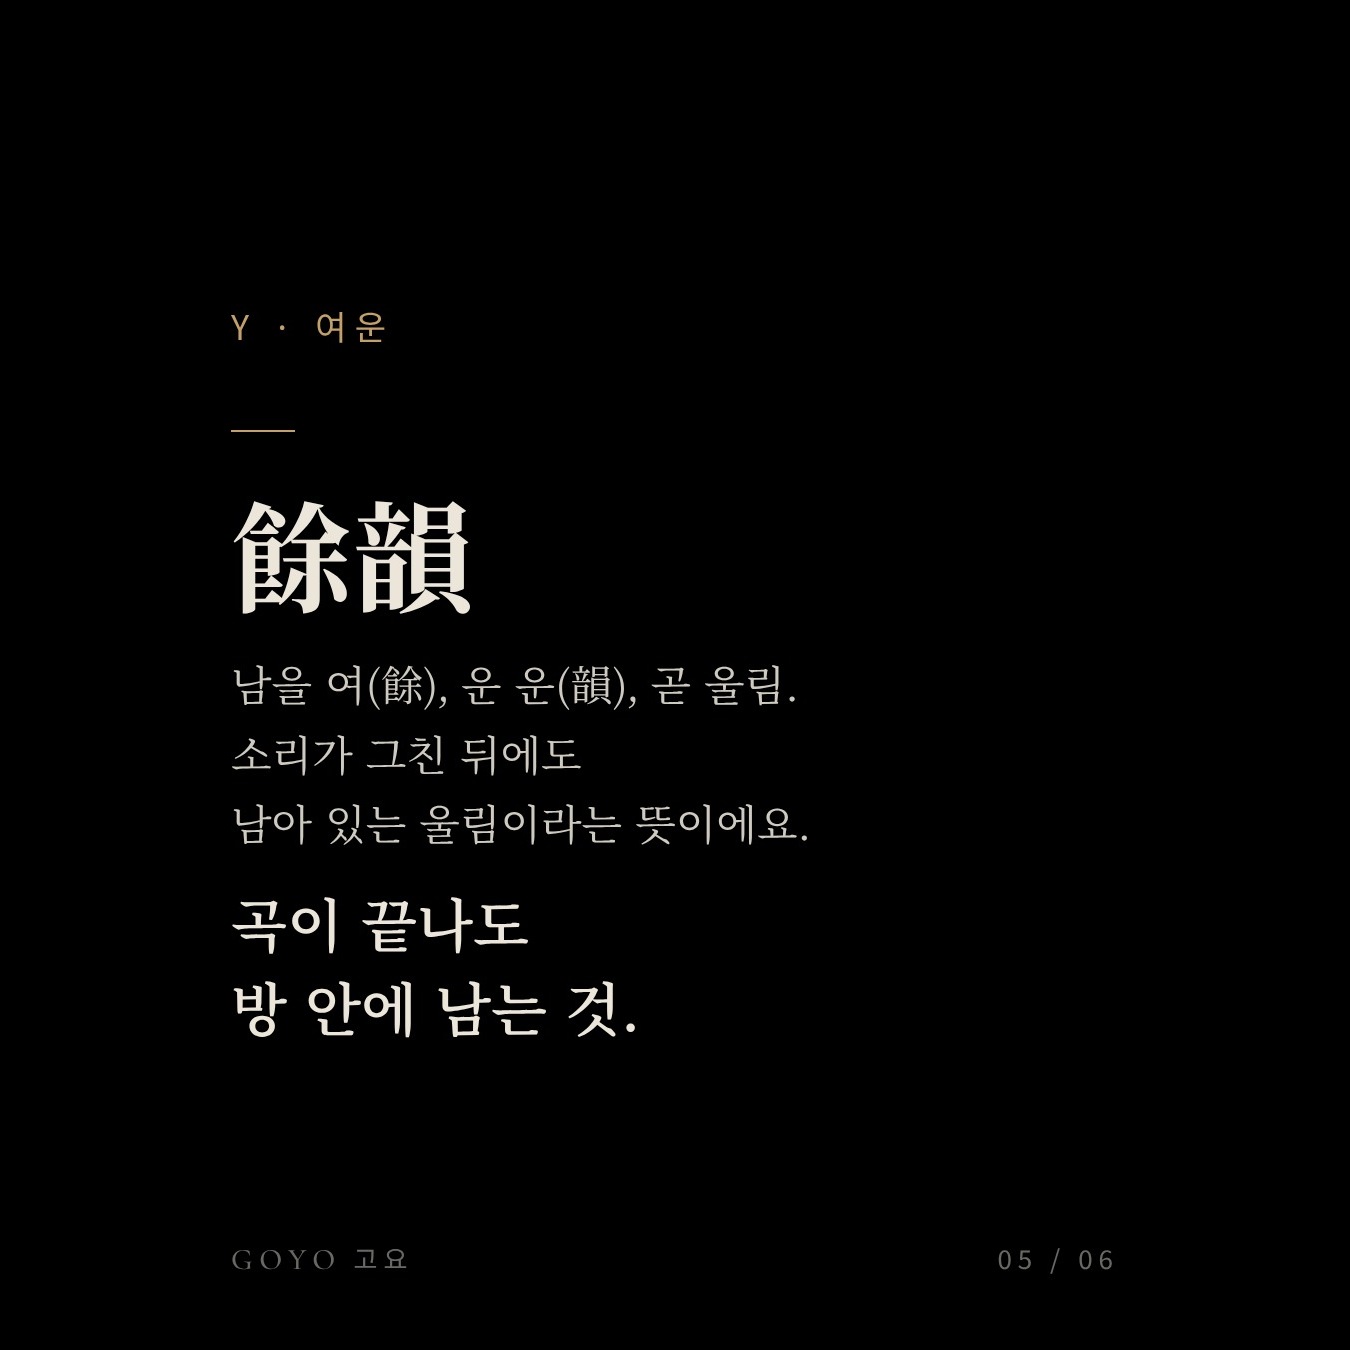 Y · 여운
餘韻
남을 여(餘), 운 운(韻), 곧 울림.
소리가 그친 뒤에도
남아 있는 울림이라는 뜻이에요.
곡이 끝나도
방 안에 남는 것.
GOYO 고요
05 / 06